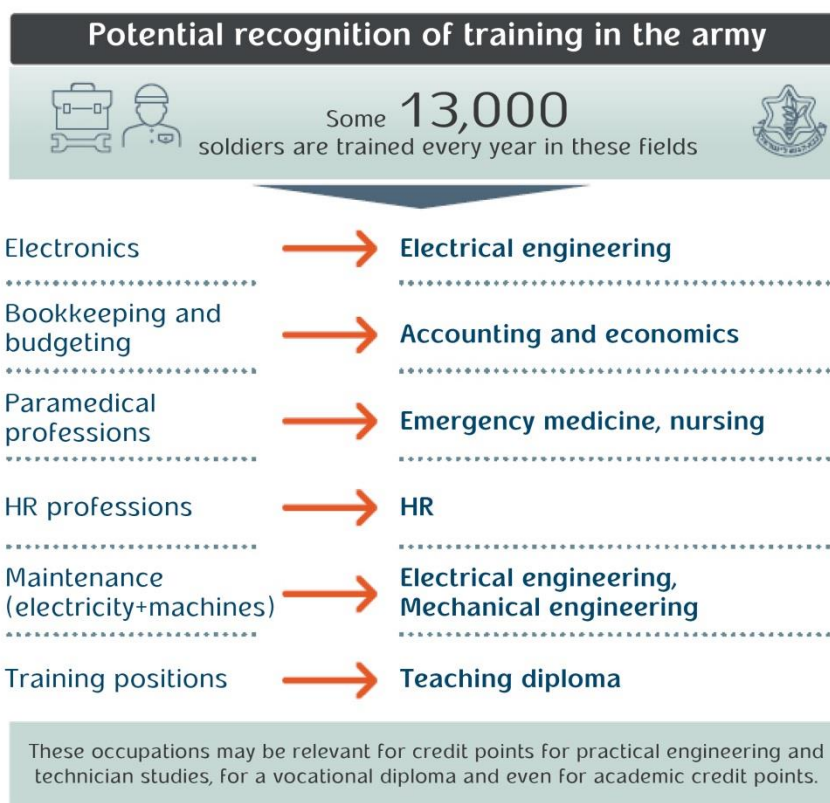 Potential recognition of training in the army
Some 13,000
soldiers are trained every year in these fields
Electronics
Electrical engineering
Bookkeeping and
budgeting
Accounting and economics
Paramedical
professions
Emergency medicine, nursing
HR professions
HR
Maintenance
(electricity+machines)
Electrical engineering,
Mechanical engineering
Training positions
Teaching diploma
These occupations may be relevant for credit points for practical engineering and
technician studies, for a vocational diploma and even for academic credit points.